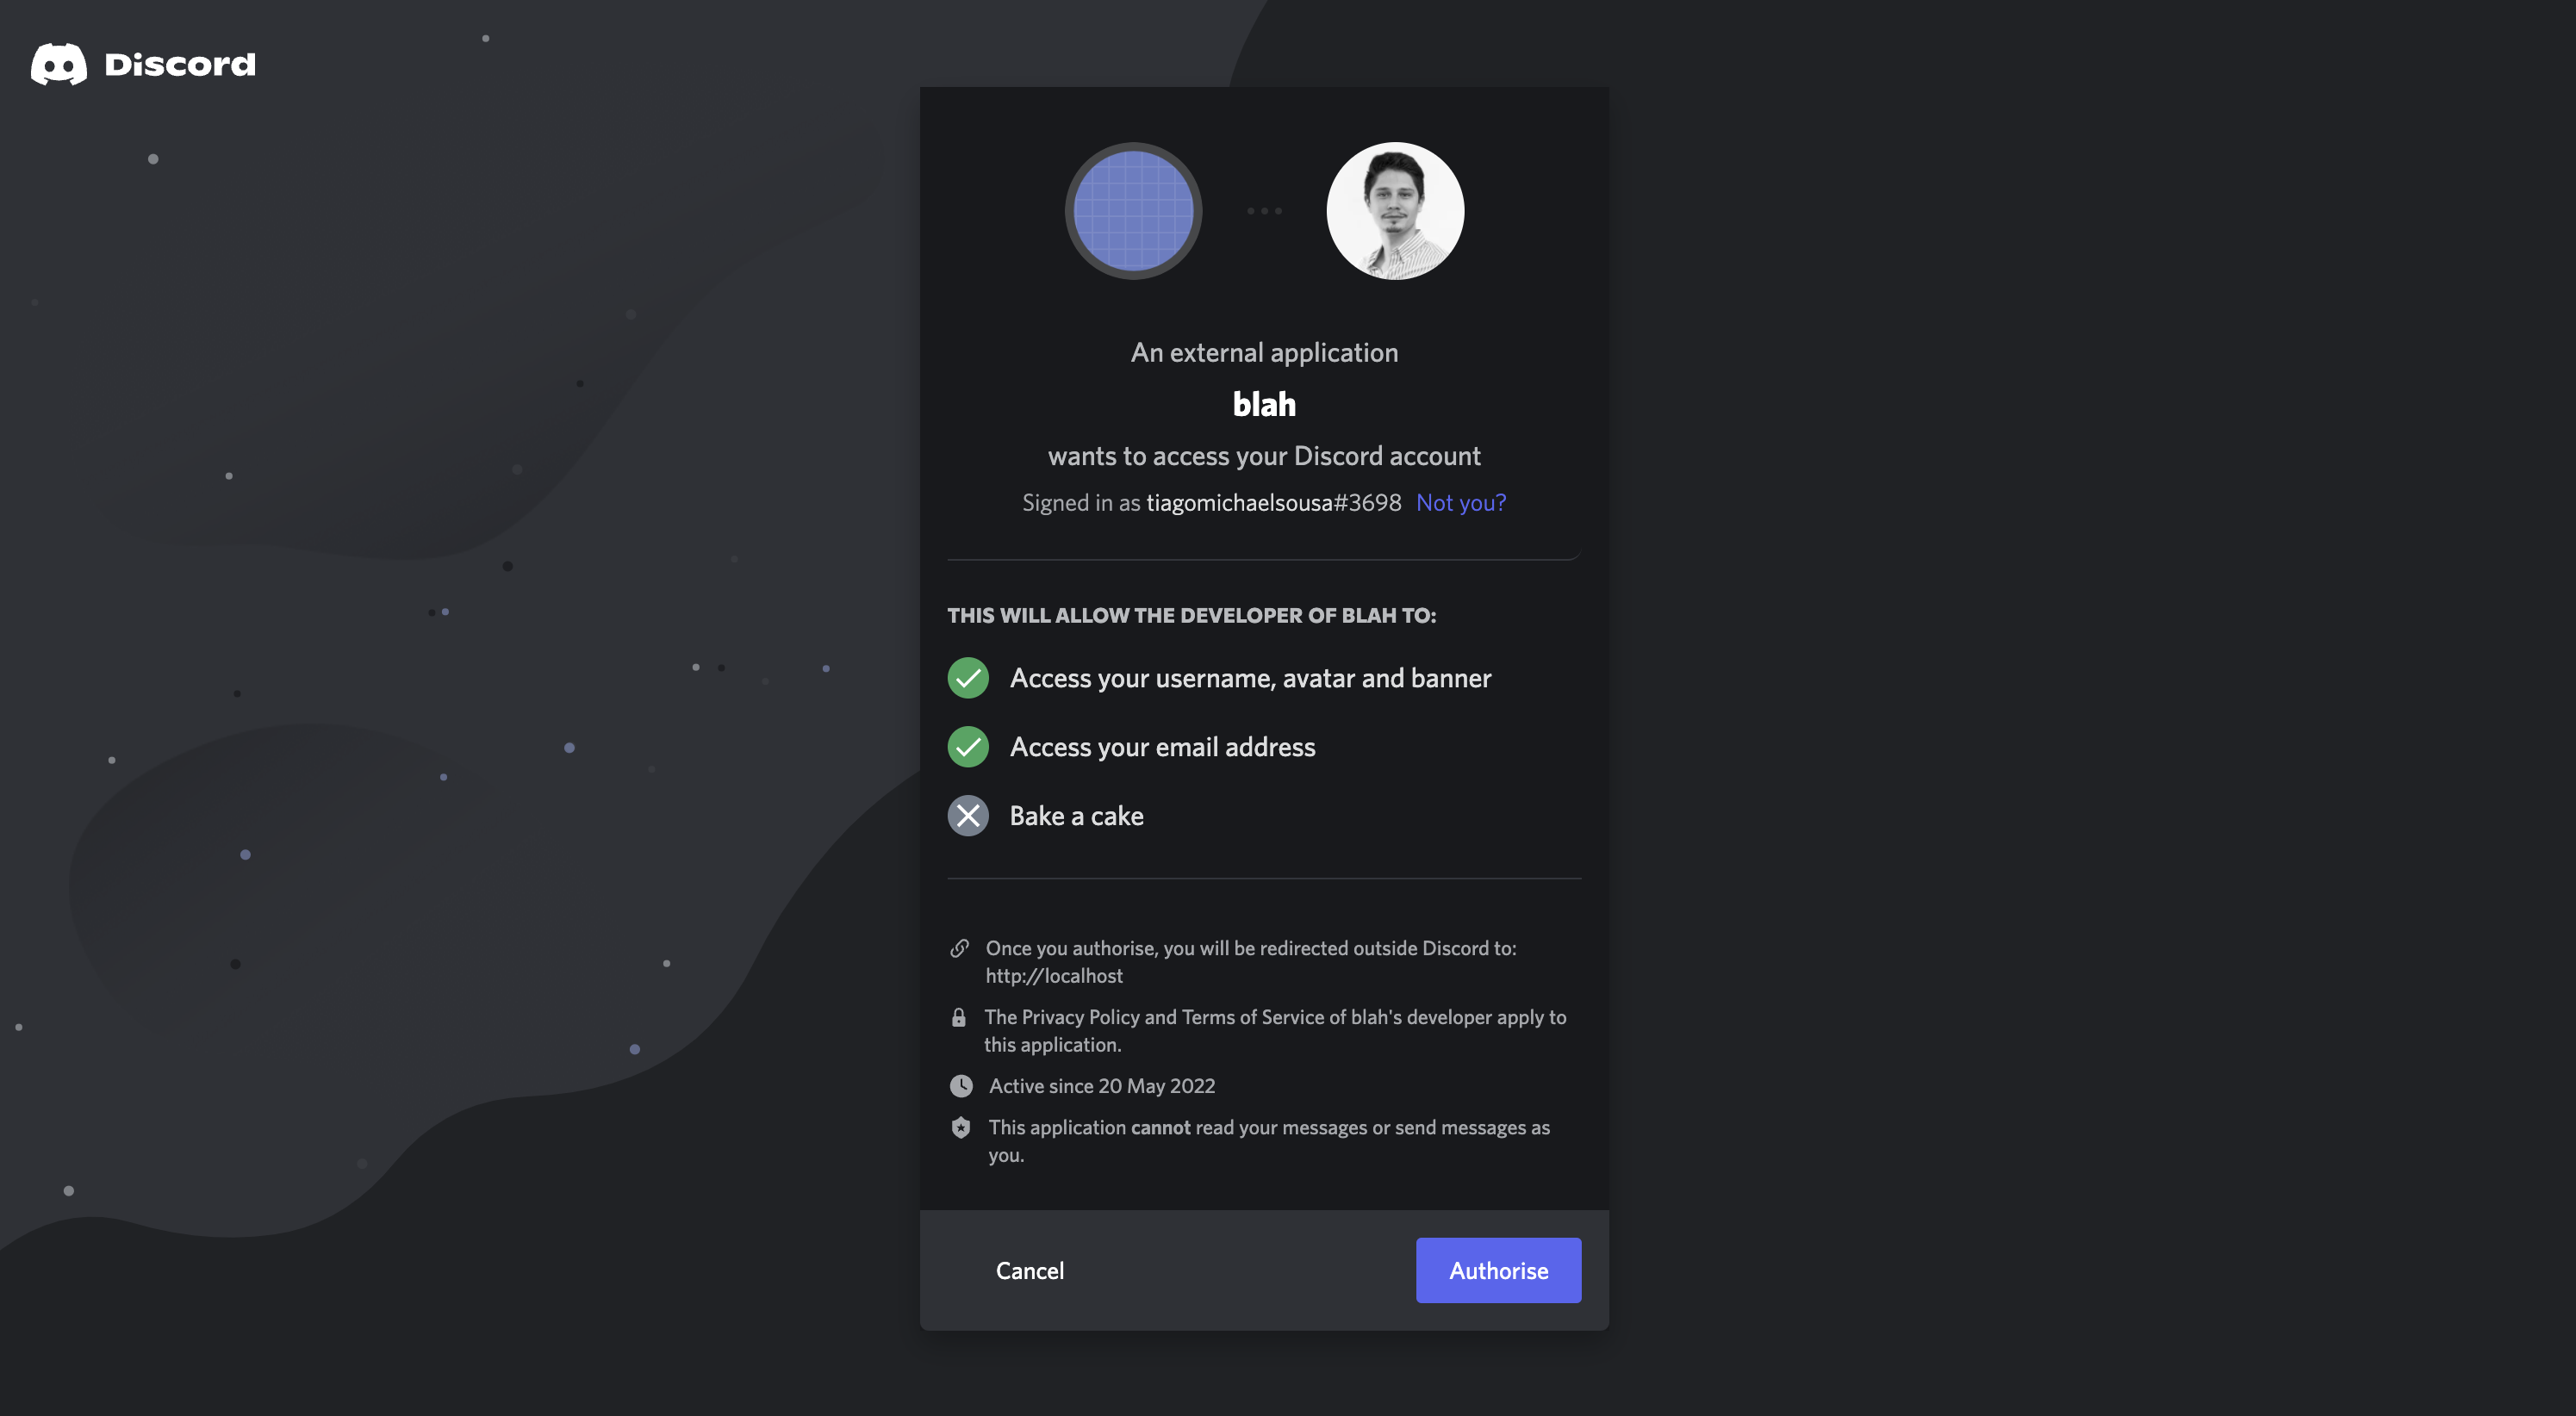 Discord
An external application
blah
wants to access your Discord account
Signed in as tiagomichaelsousa#3698 Not you?
THIS WILL ALLOW THE DEVELOPER OF BLAH TO:
Access your username, avatar and banner
Access your email address
Bake a cake
Once you authorise, you will be redirected outside Discord to:
http://localhost
The Privacy Policy and Terms of Service of blah's developer apply to
this application.
Active since 20 May 2022
This application cannot read your messages or send messages as
you.
Cancel
Authorise